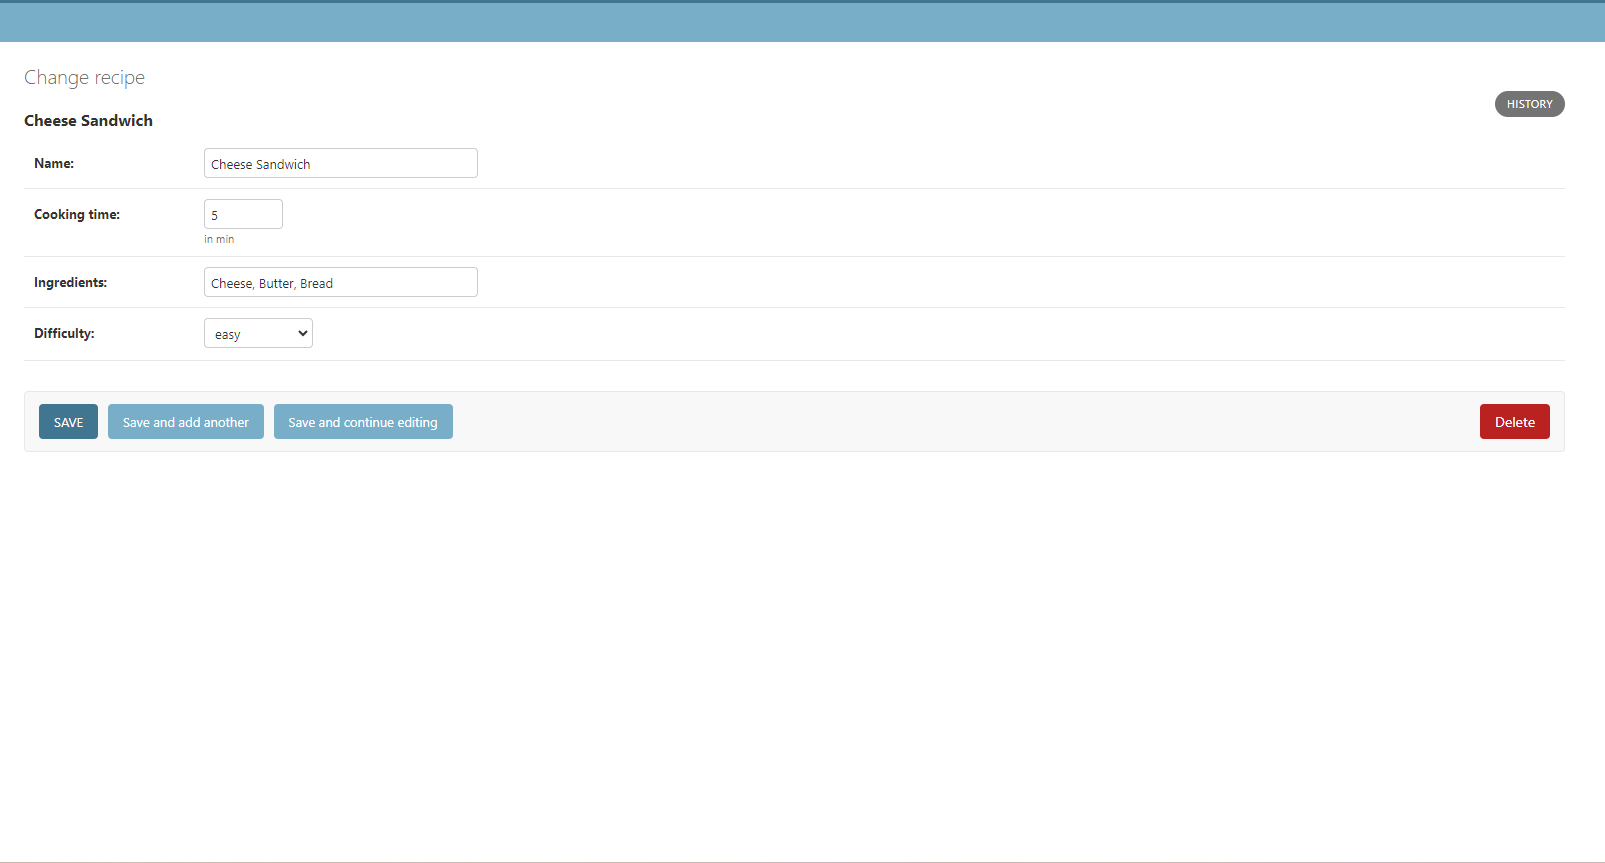 Change recipe
HISTORY
Cheese Sandwich
Name: Cheese Sandwich
Cooking time: 5
in min
Ingredients: Cheese, Butter, Bread
Difficulty: easy
SAVE Save and add another Save and continue editing Delete